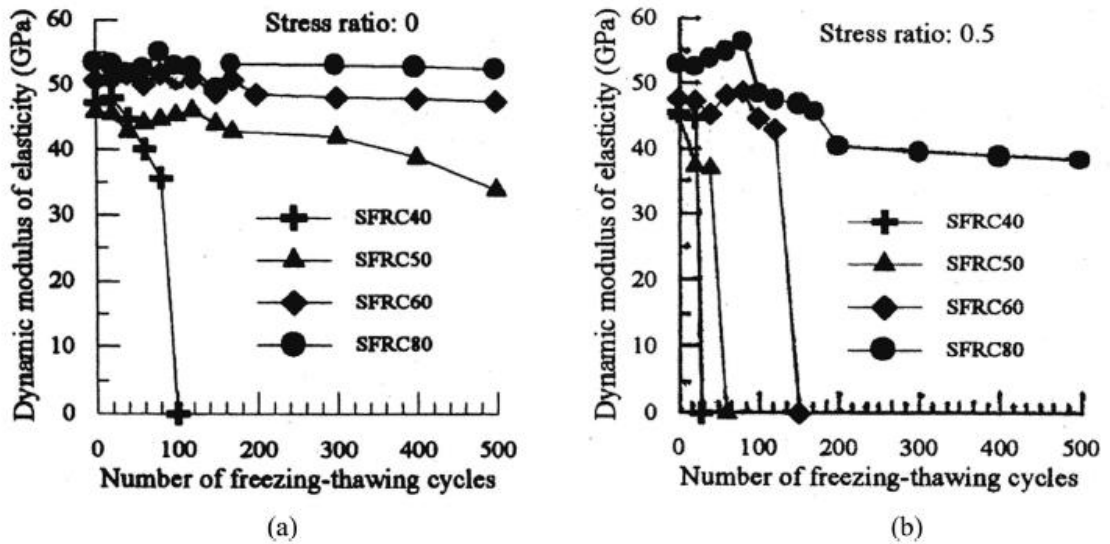 Stress ratio: 0
Dynamic modulus of elasticity (GPa)
60
50
40
30
20
10
0
SFRC40
SFRC50
SFRC60
SFRC80
0 100 200 300 400 500
Number of freezing-thawing cycles
(a)
Stress ratio: 0.5
Dynamic modulus of elasticity (GPa)
60
50
40
30
20
10
0
SFRC40
SFRC50
SFRC60
SFRC80
0 100 200 300 400 500
Number of freezing-thawing cycles
(b)